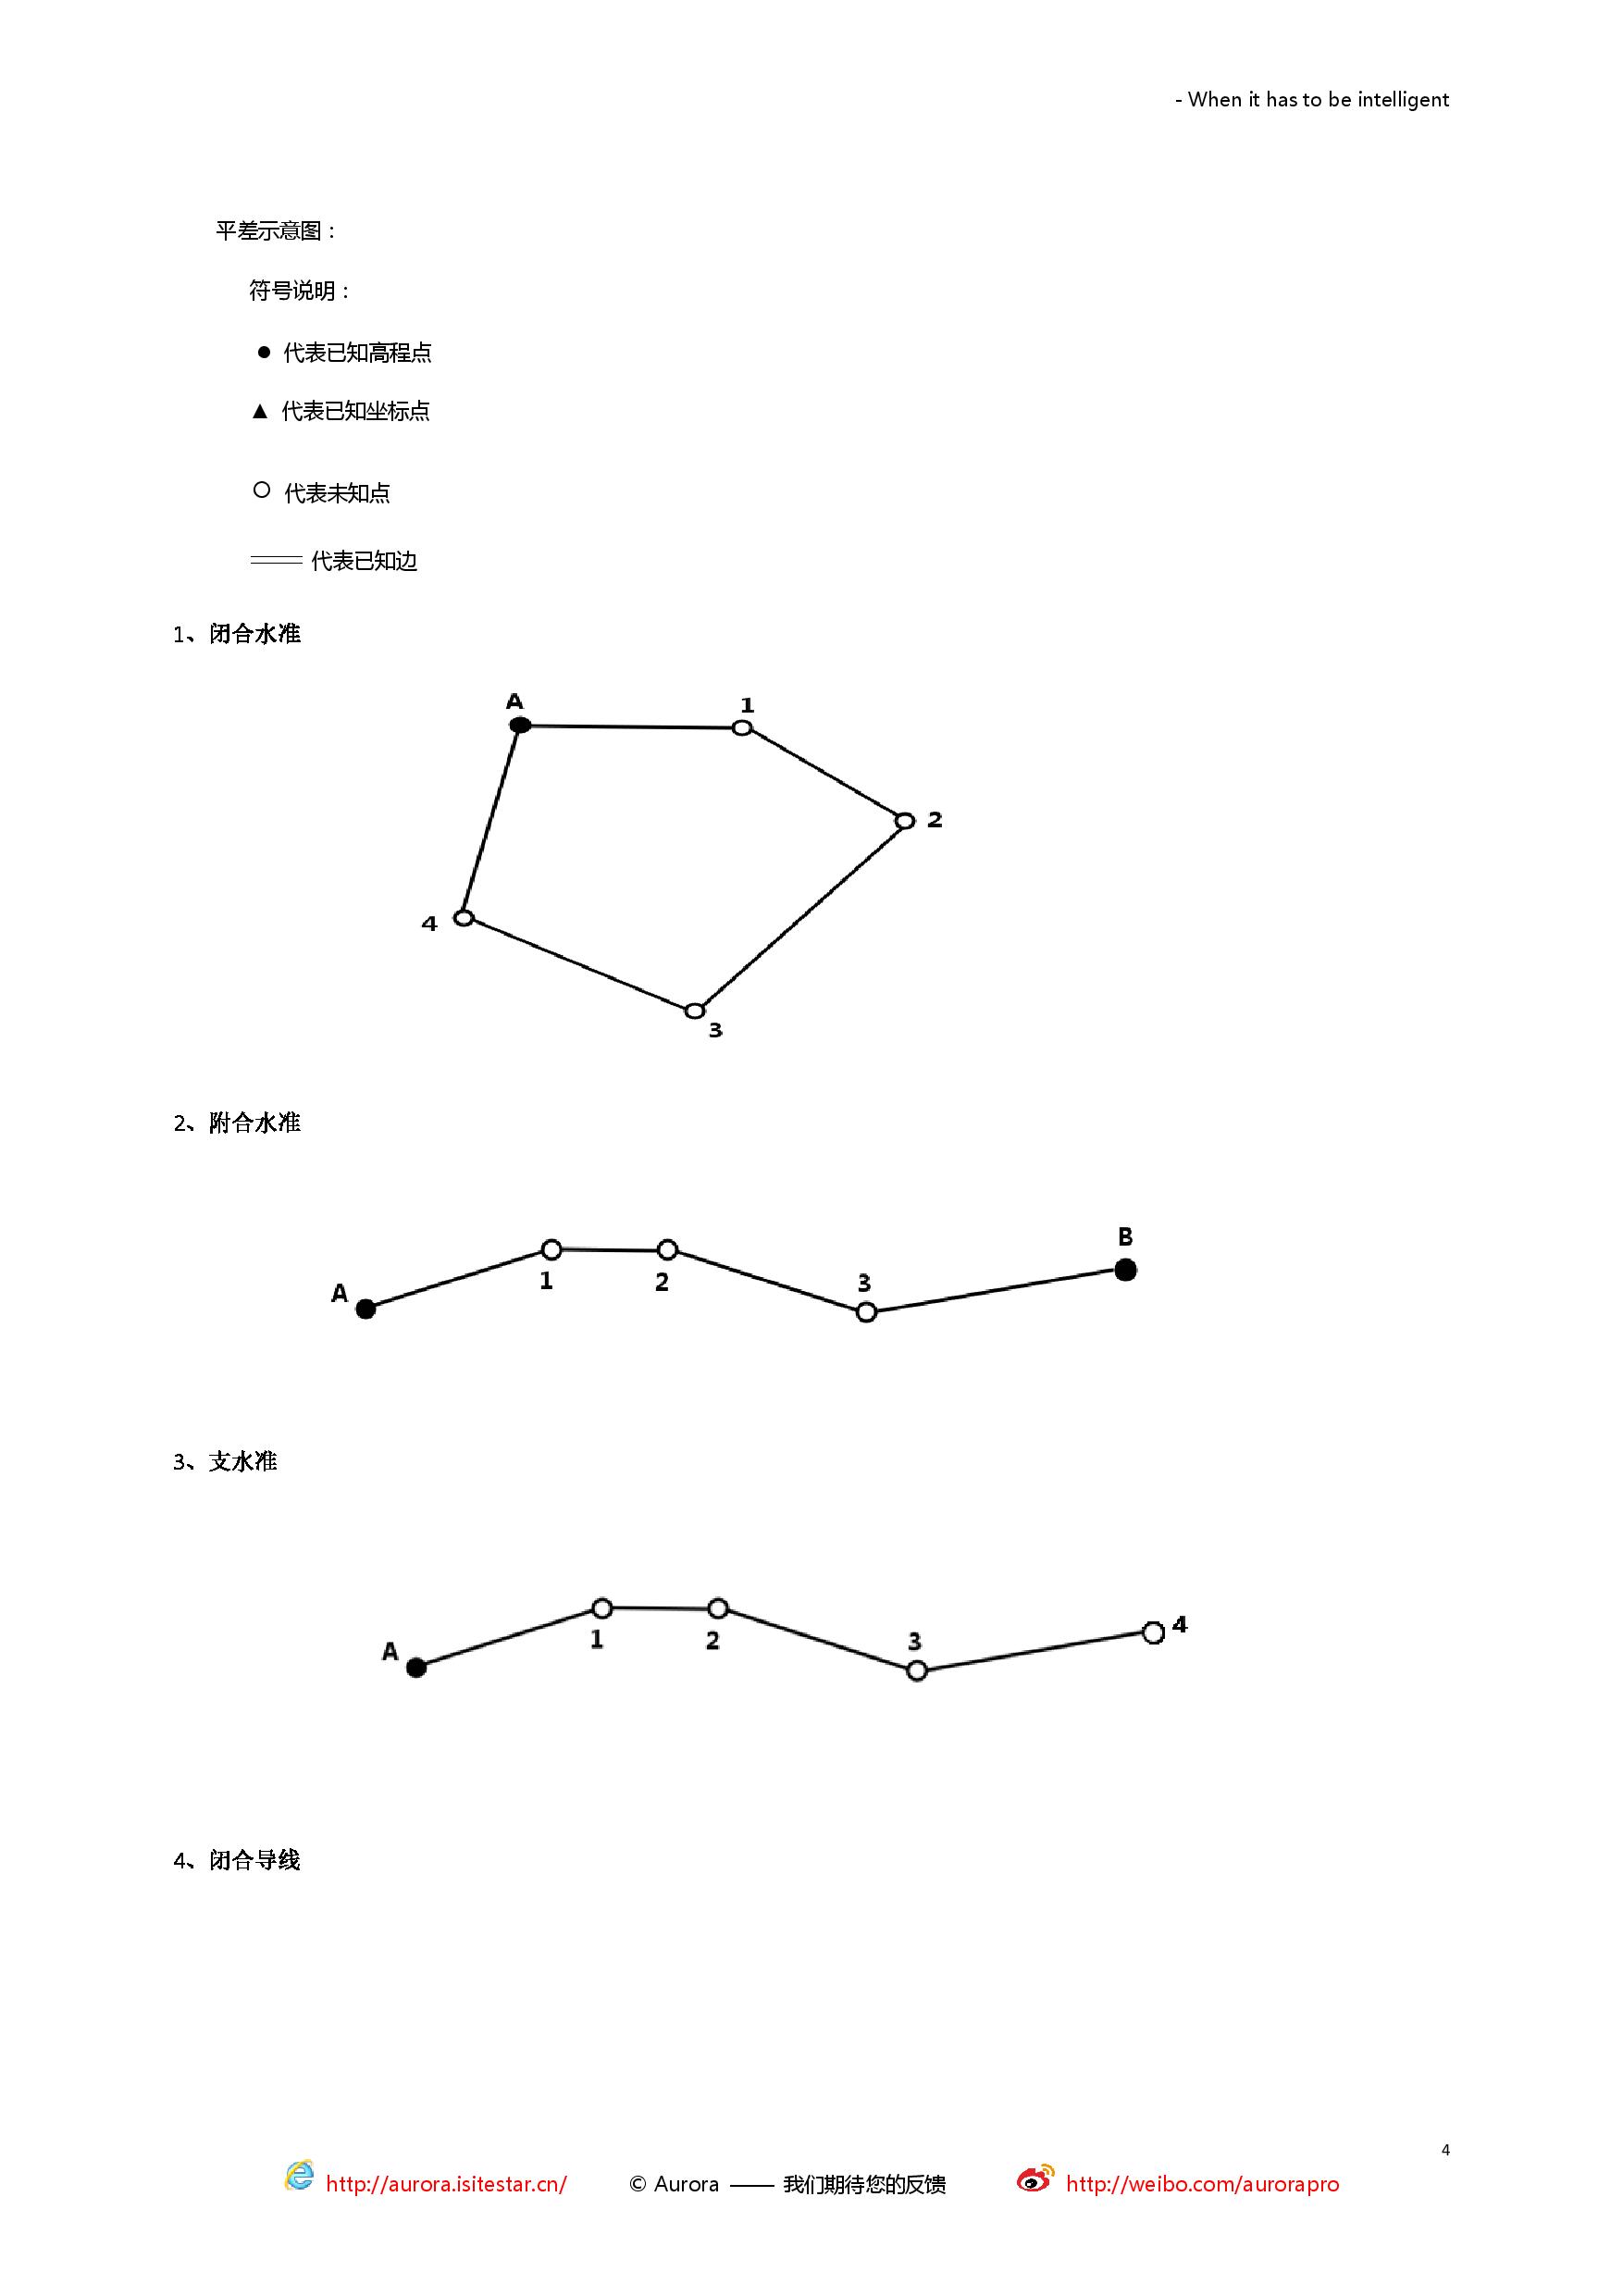 - When it has to be intelligent
平差示意图：
符号说明：
● 代表已知高程点
▲ 代表已知坐标点
○ 代表未知点
代表已知边
1、闭合水准
A
1
2
4
3
2、附合水准
B
1
2
3
A
3、支水准
4
1
2
3
A
4、闭合导线
4
http://aurora.isitestar.cn/ © Aurora —— 我们期待您的反馈 http://weibo.com/aurorapro